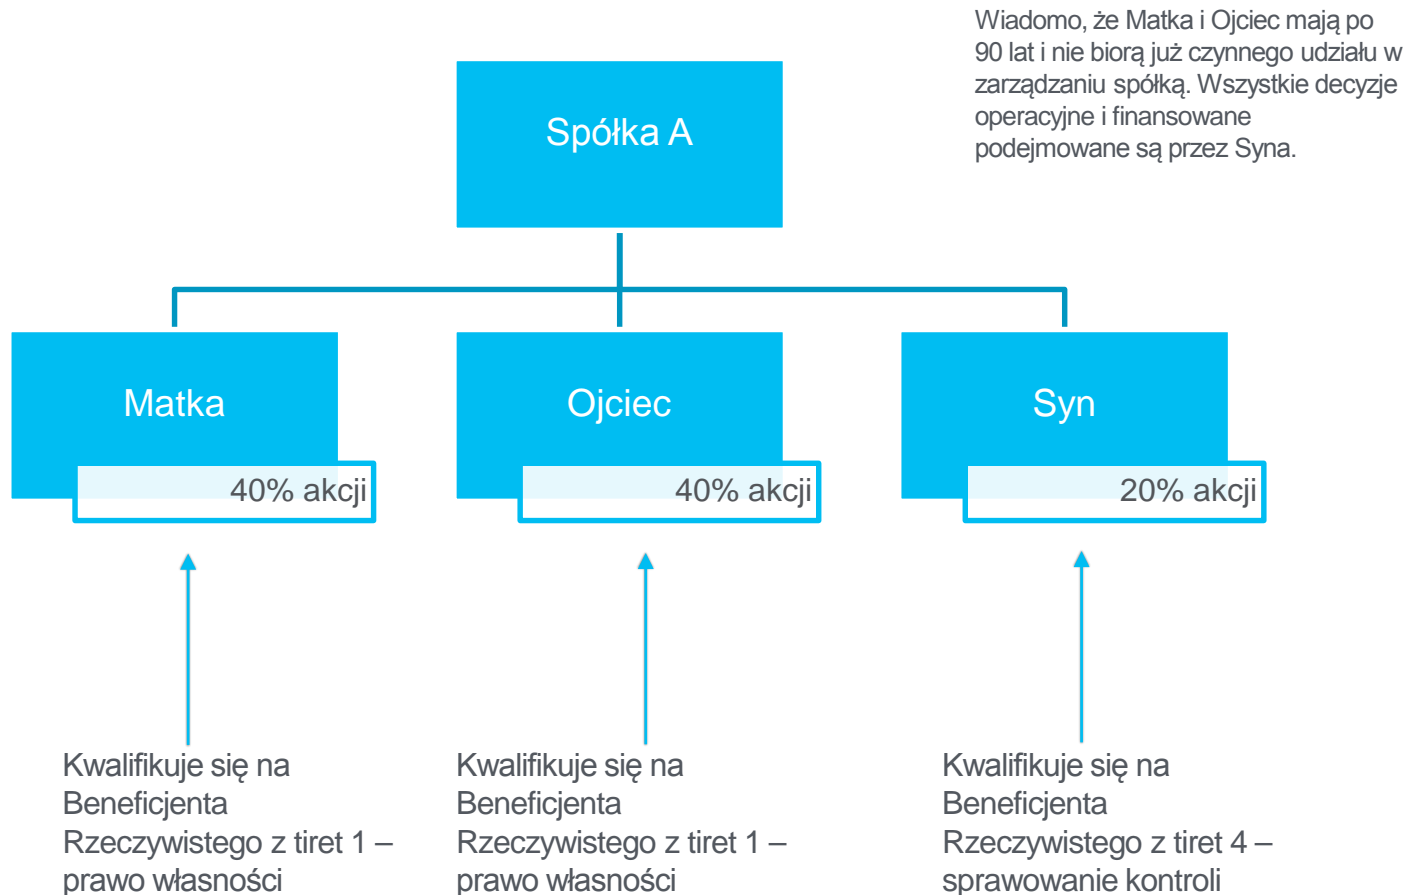 Wiadomo, że Matka i Ojciec mają po
90 lat i nie biorą już czynnego udziału w
zarządzaniu spółką. Wszystkie decyzje
operacyjne i finansowane
podejmowane są przez Syna.
Spółka A
Matka
40% akcji
Ojciec
40% akcji
Syn
20% akcji
Kwalifikuje się na
Beneficjenta
Rzeczywistego z tiret 1 –
prawo własności
Kwalifikuje się na
Beneficjenta
Rzeczywistego z tiret 1 –
prawo własności
Kwalifikuje się na
Beneficjenta
Rzeczywistego z tiret 4 –
sprawowanie kontroli